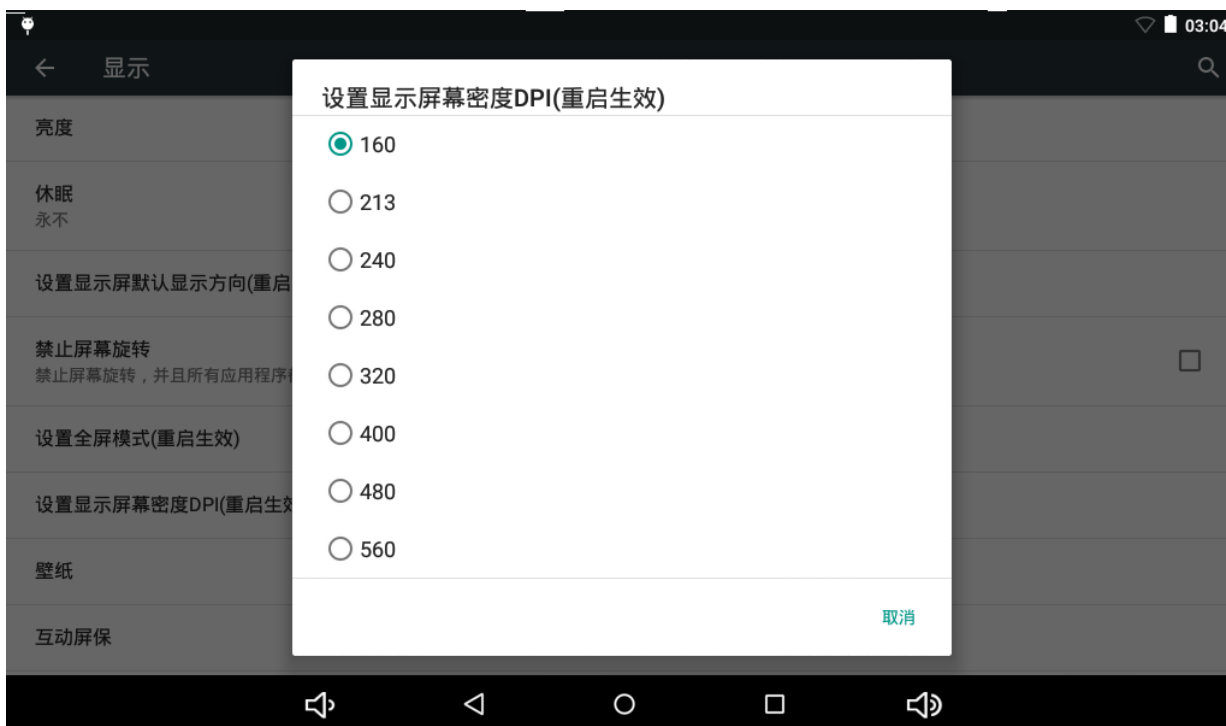 03:04
显示
设置显示屏幕密度DPI(重启生效)
160
213
240
280
320
400
480
560
取消
亮度
休眠
永不
设置显示屏默认显示方向(重启
禁止屏幕旋转
禁止屏幕旋转，并且所有应用程序
设置全屏模式(重启生效)
设置显示屏幕密度DPI(重启生效
壁纸
互动屏保